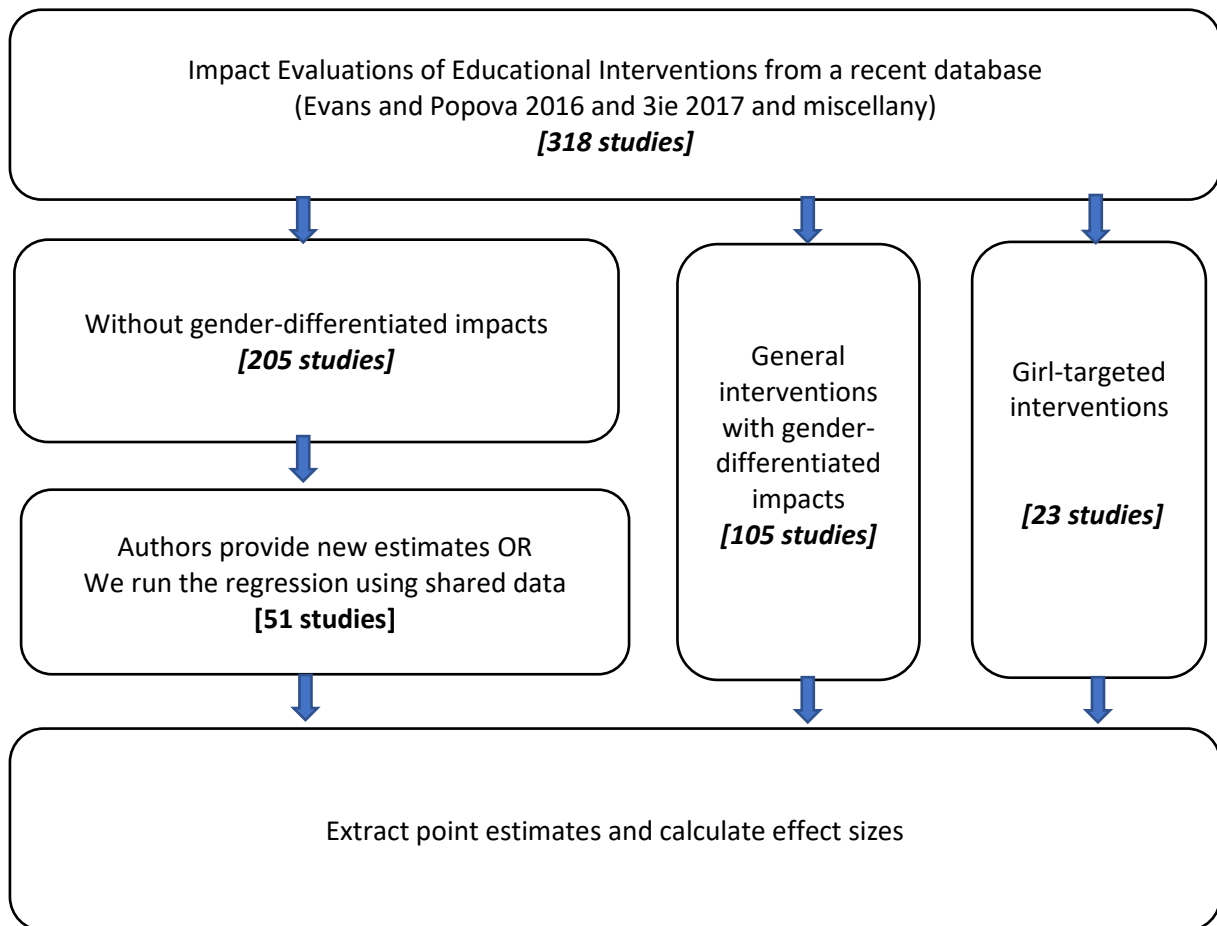 Impact Evaluations of Educational Interventions from a recent database
(Evans and Popova 2016 and 3ie 2017 and miscellany)
[318 studies]
Without gender-differentiated impacts
[205 studies]
Authors provide new estimates OR
We run the regression using shared data
[51 studies]
General
interventions
with gender-
differentiated
impacts
[105 studies]
Girl-targeted
interventions
[23 studies]
Extract point estimates and calculate effect sizes